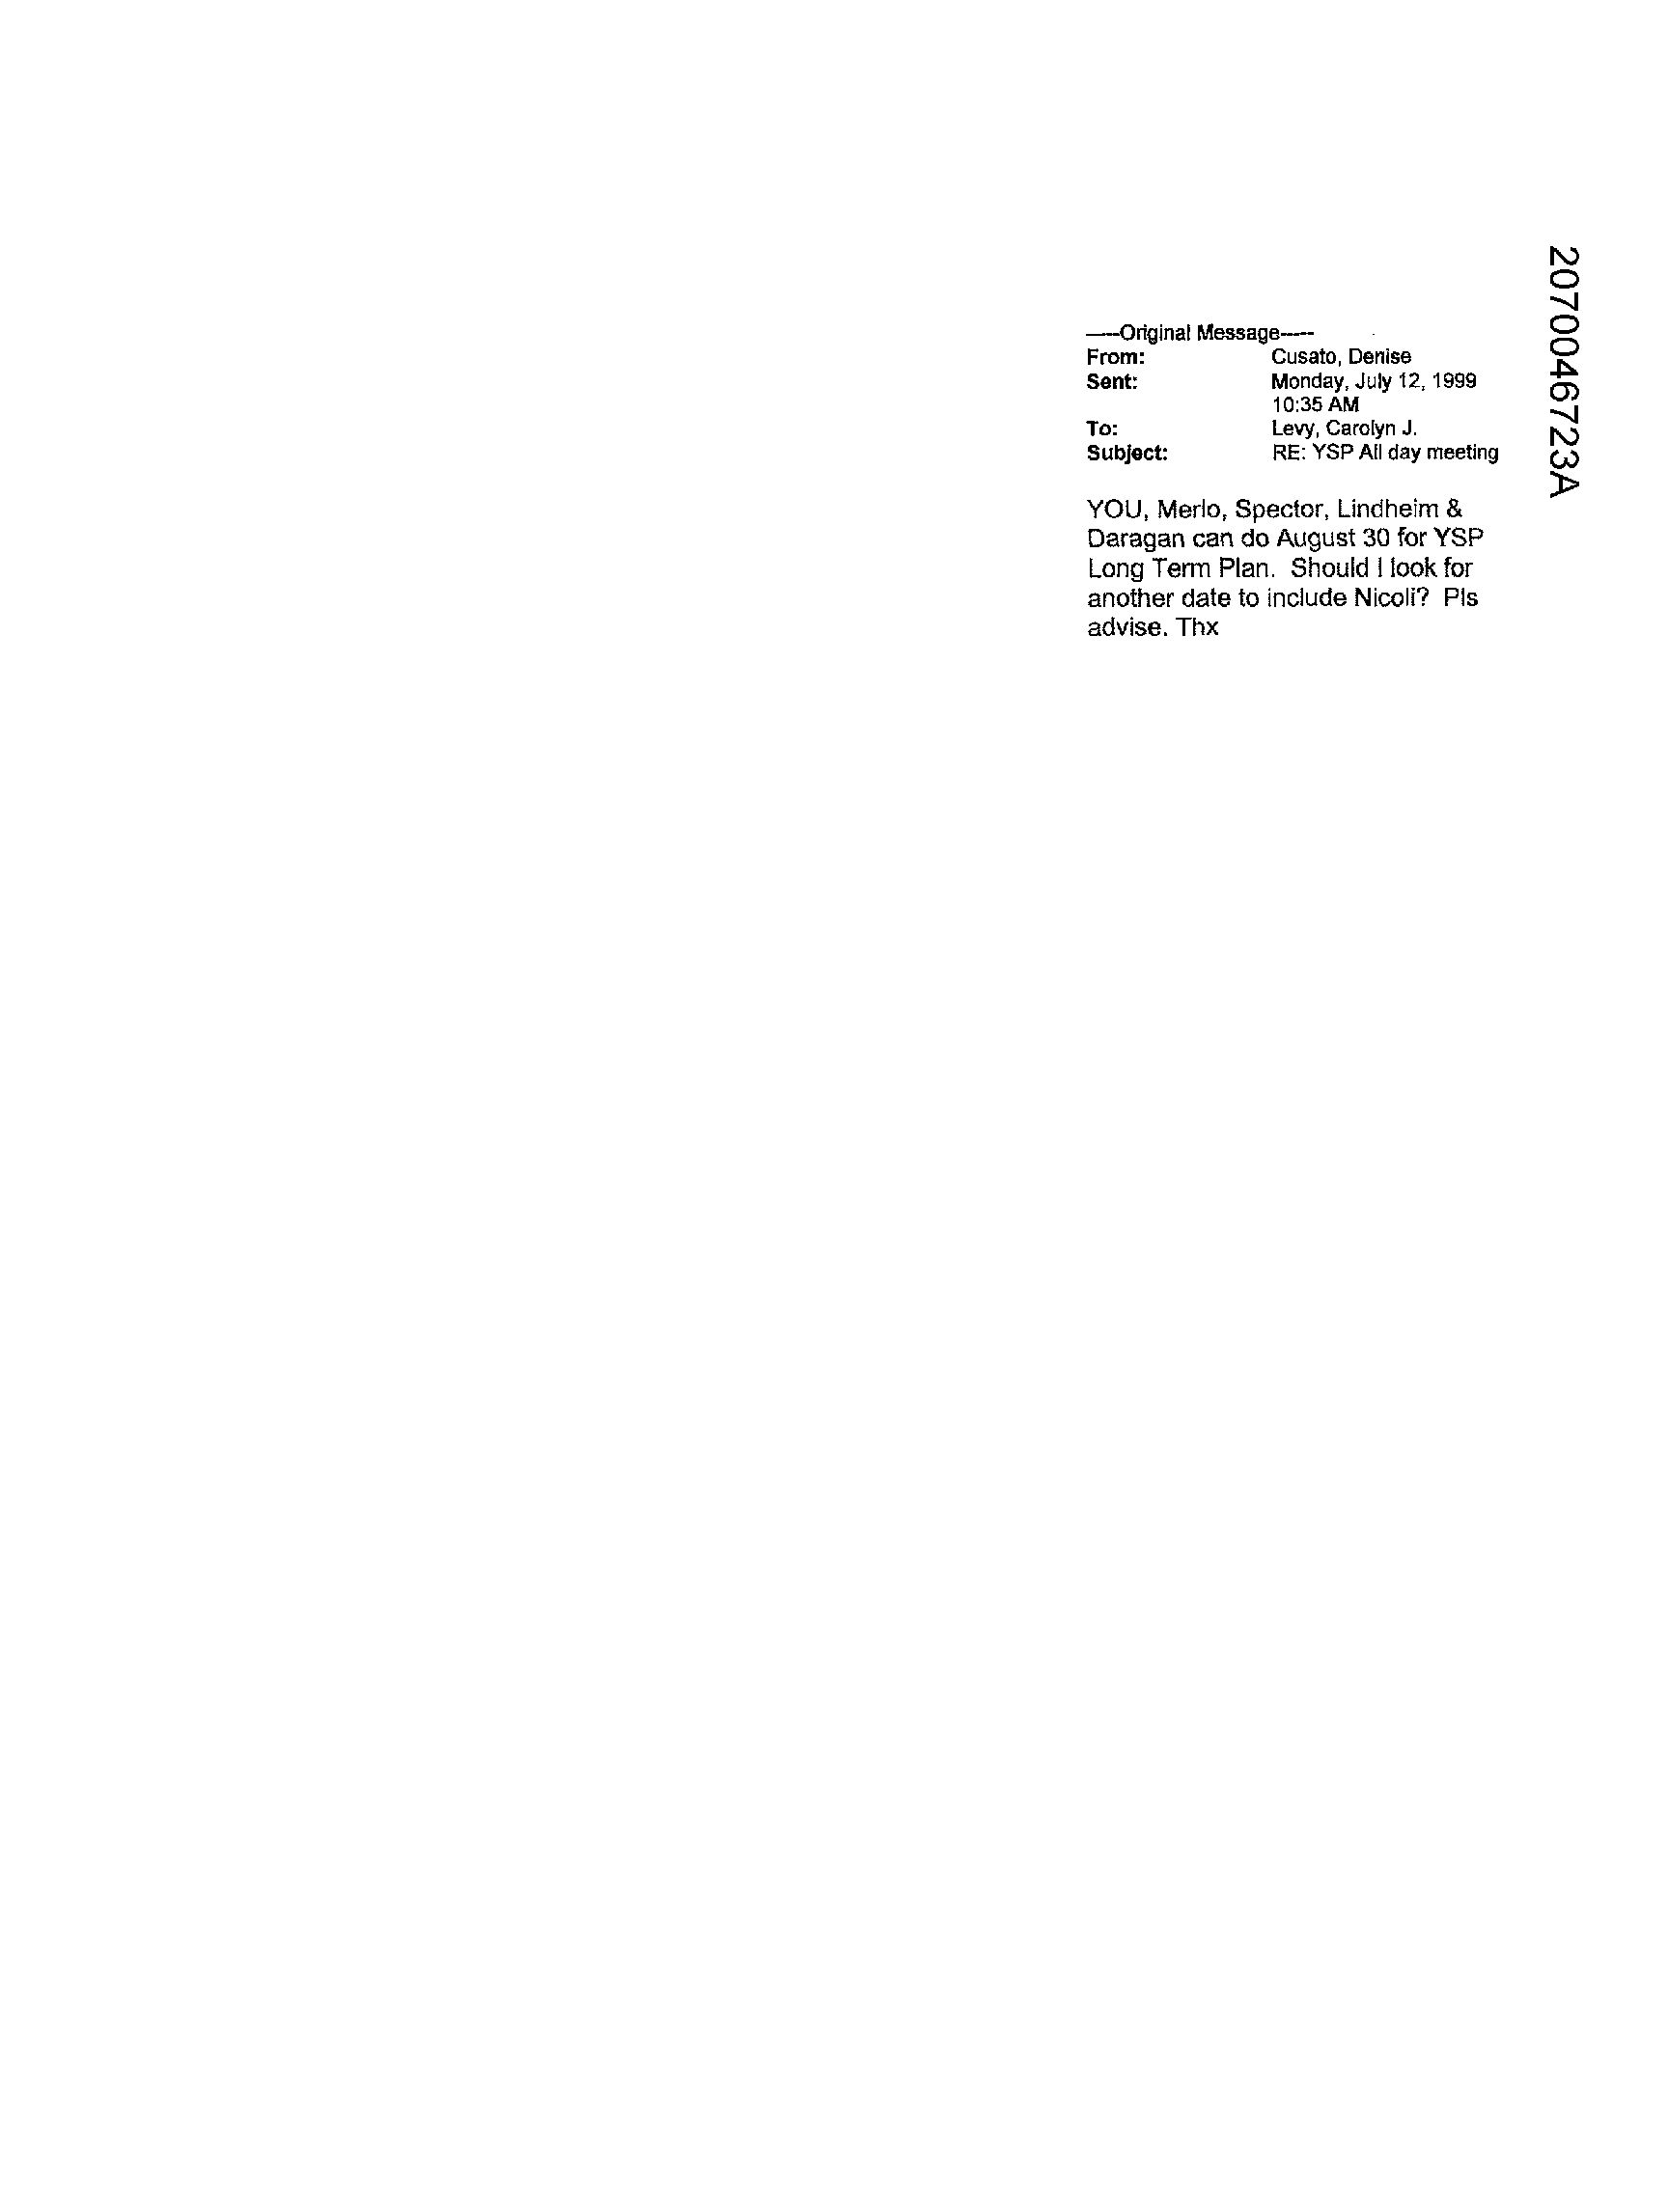 -----Original Message-----
From: Cusato, Denise
Sent: Monday, July 12, 1999
10:35 AM
To: Levy, Carolyn J.
Subject: RE: YSP All day meeting
YOU, Merlo, Spector, Lindheim &
Daragan can do August 30 for YSP
Long Term Plan. Should I look for
another date to include Nicoli? Pls
advise. Thx
2070046723A